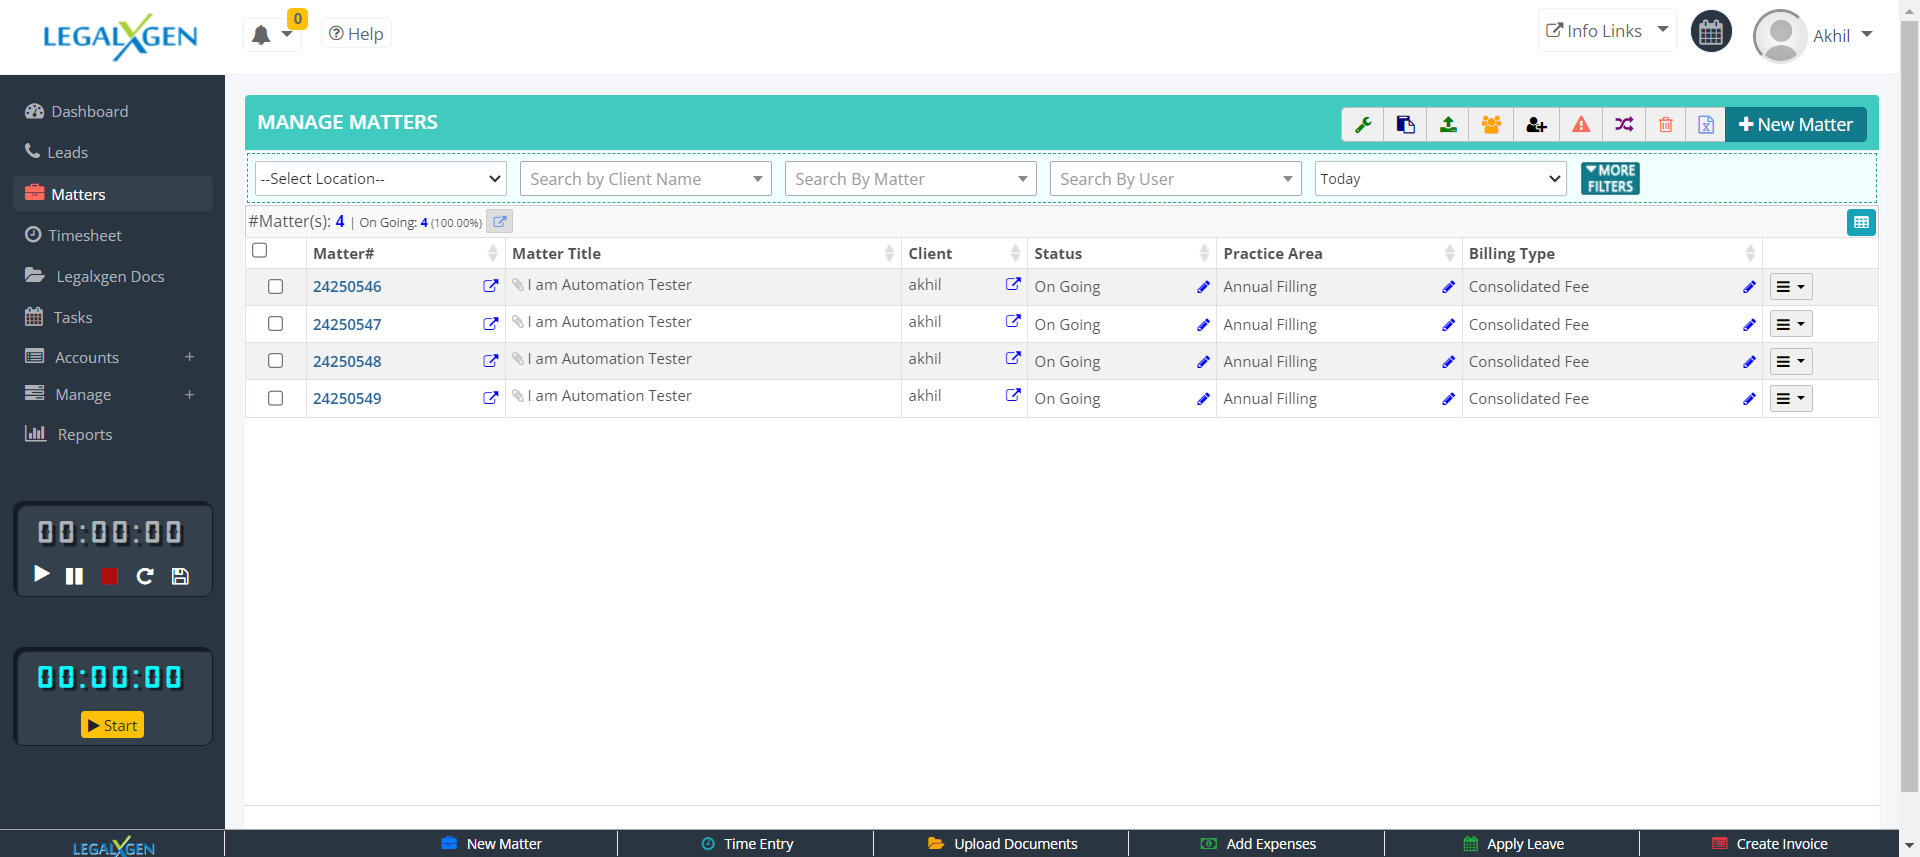 LEGALXGEN
0
Help
Info Links
Akhil
Dashboard
Leads
Matters
Timesheet
Legalxgen Docs
Tasks
Accounts +
Manage +
Reports
00:00:00
00:00:00
Start
MANAGE MATTERS
New Matter
--Select Location--
Search by Client Name
Search By Matter
Search By User
Today
MORE
FILTERS
#Matter(s): 4 | On Going: 4 (100.00%)
Matter# Matter Title Client Status Practice Area Billing Type
24250546 I am Automation Tester akhil On Going Annual Filling Consolidated Fee
24250547 I am Automation Tester akhil On Going Annual Filling Consolidated Fee
24250548 I am Automation Tester akhil On Going Annual Filling Consolidated Fee
24250549 I am Automation Tester akhil On Going Annual Filling Consolidated Fee
LEGALXGEN
New Matter
Time Entry
Upload Documents
Add Expenses
Apply Leave
Create Invoice